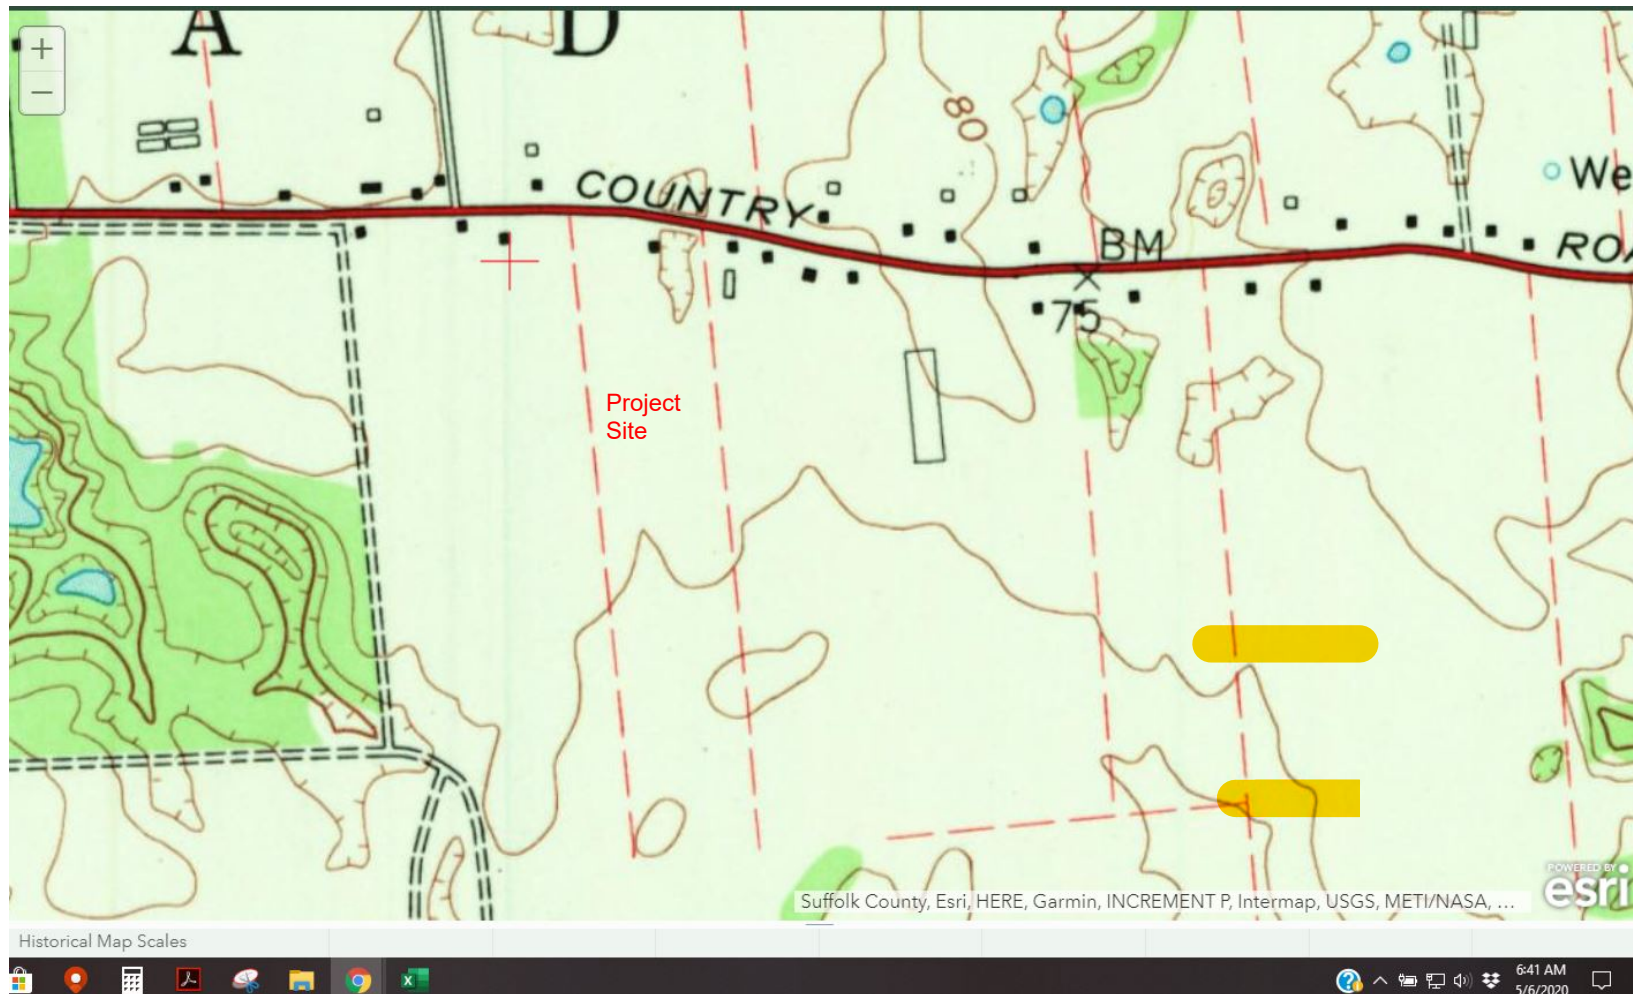 +
A D
−
80
COUNTRY
We
BM
ROA
75
Project
Site
POWERED BY
esri
Suffolk County, Esri, HERE, Garmin, INCREMENT P, Intermap, USGS, METI/NASA, ...
Historical Map Scales
6:41 AM
5/6/2020